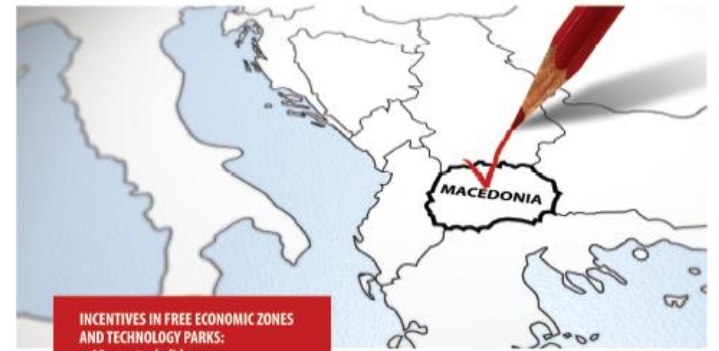 MACEDONIA
INCENTIVES IN FREE ECONOMIC ZONES
AND TECHNOLOGY PARKS: